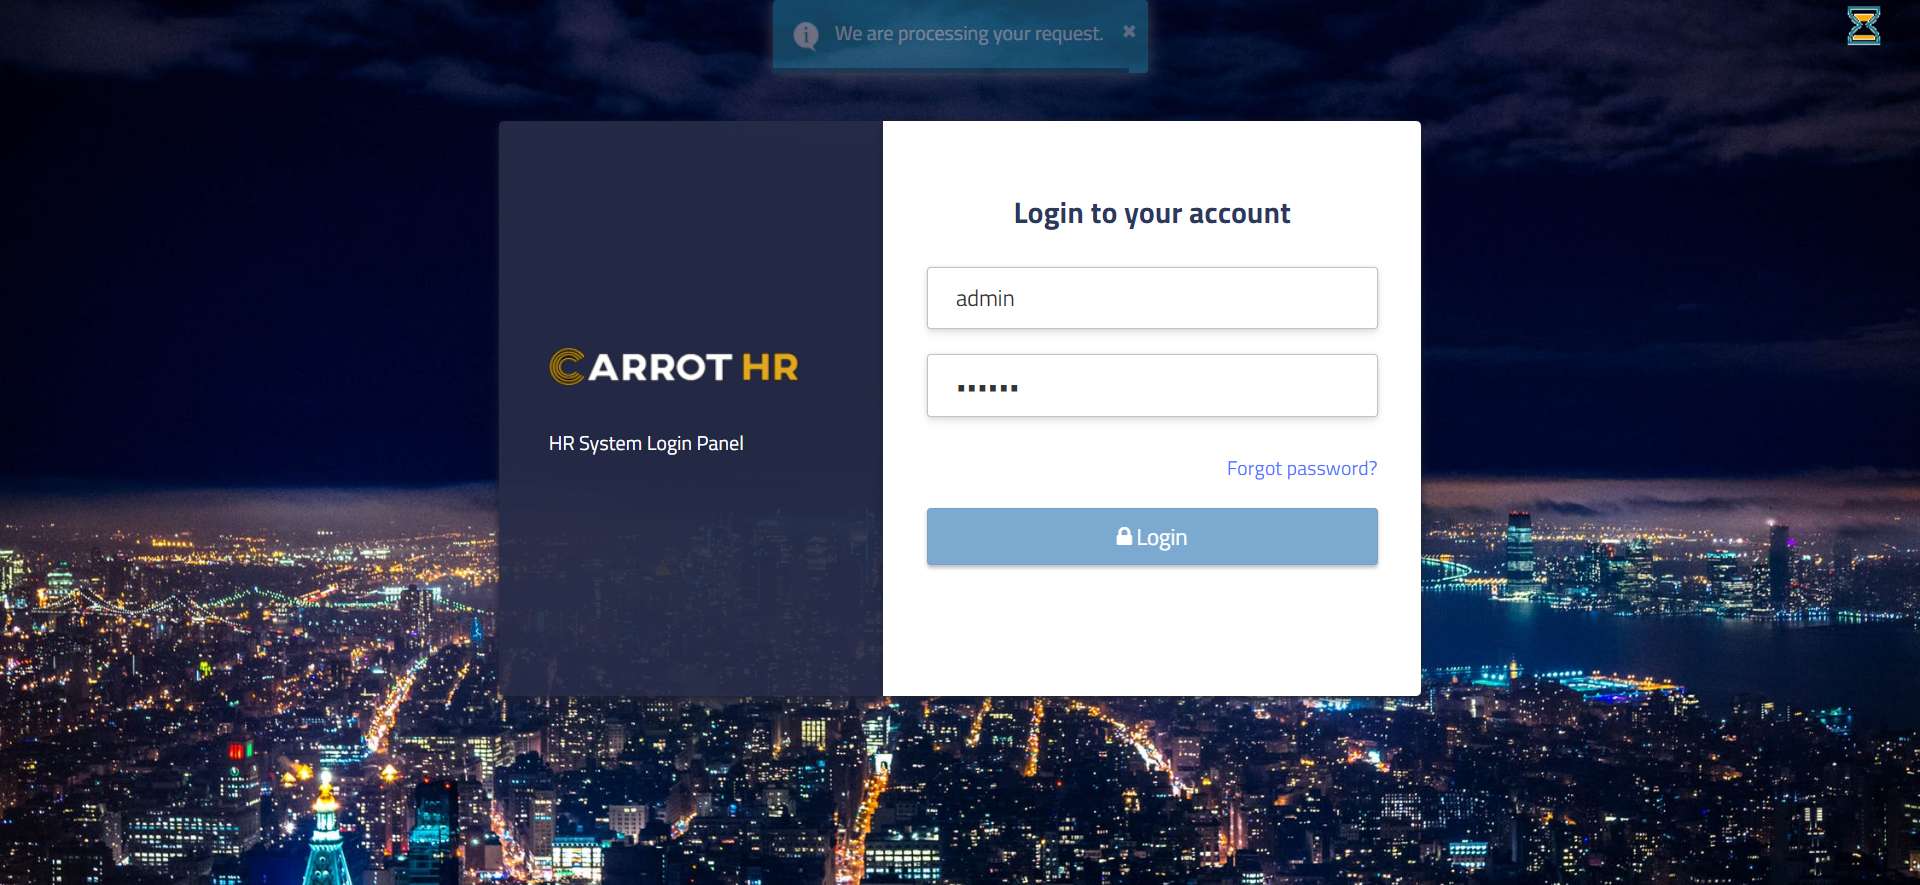 We are processing your request.
CARROT HR
HR System Login Panel
Login to your account
admin
••••••
Forgot password?
Login